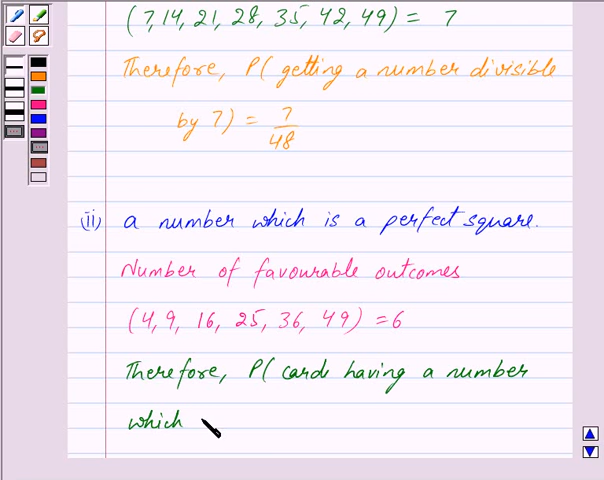 (7, 14, 21, 28, 35, 42, 49) = 7
Therefore, P( getting a number divisible
by 7) = 7/48
(ii) a number which is a perfect square.
Number of favourable outcomes
(4, 9, 16, 25, 36, 49) = 6
Therefore, P( card having a number
which